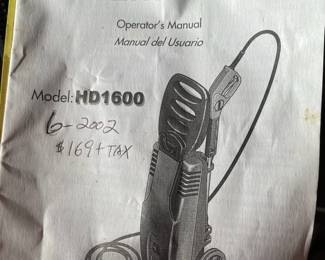 Operator's Manual
Manual del Usuario
Model: HD1600
6-2002
$169+TAX